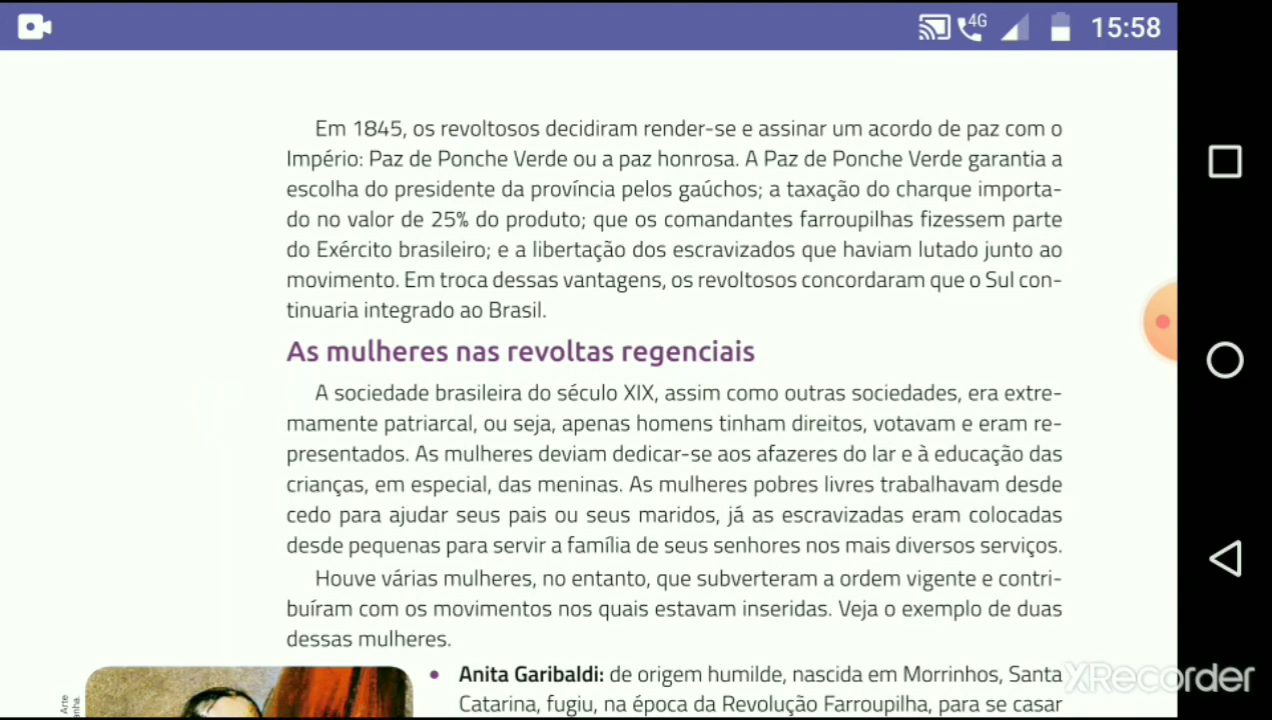 4G 15:58
Em 1845, os revoltosos decidiram render-se e assinar um acordo de paz com o
Império: Paz de Ponche Verde ou a paz honrosa. A Paz de Ponche Verde garantia a
escolha do presidente da província pelos gaúchos; a taxação do charque importa-
do no valor de 25% do produto; que os comandantes farroupilhas fizessem parte
do Exército brasileiro; e a libertação dos escravizados que haviam lutado junto ao
movimento. Em troca dessas vantagens, os revoltosos concordaram que o Sul con-
tinuaria integrado ao Brasil.
As mulheres nas revoltas regenciais
A sociedade brasileira do século XIX, assim como outras sociedades, era extre-
mamente patriarcal, ou seja, apenas homens tinham direitos, votavam e eram re-
presentados. As mulheres deviam dedicar-se aos afazeres do lar e à educação das
crianças, em especial, das meninas. As mulheres pobres livres trabalhavam desde
cedo para ajudar seus pais ou seus maridos, já as escravizadas eram colocadas
desde pequenas para servir a família de seus senhores nos mais diversos serviços.
Houve várias mulheres, no entanto, que subverteram a ordem vigente e contri-
buíram com os movimentos nos quais estavam inseridas. Veja o exemplo de duas
dessas mulheres.
• Anita Garibaldi: de origem humilde, nascida em Morrinhos, Santa
Catarina, fugiu, na época da Revolução Farroupilha, para se casar
Arte
XRecorder